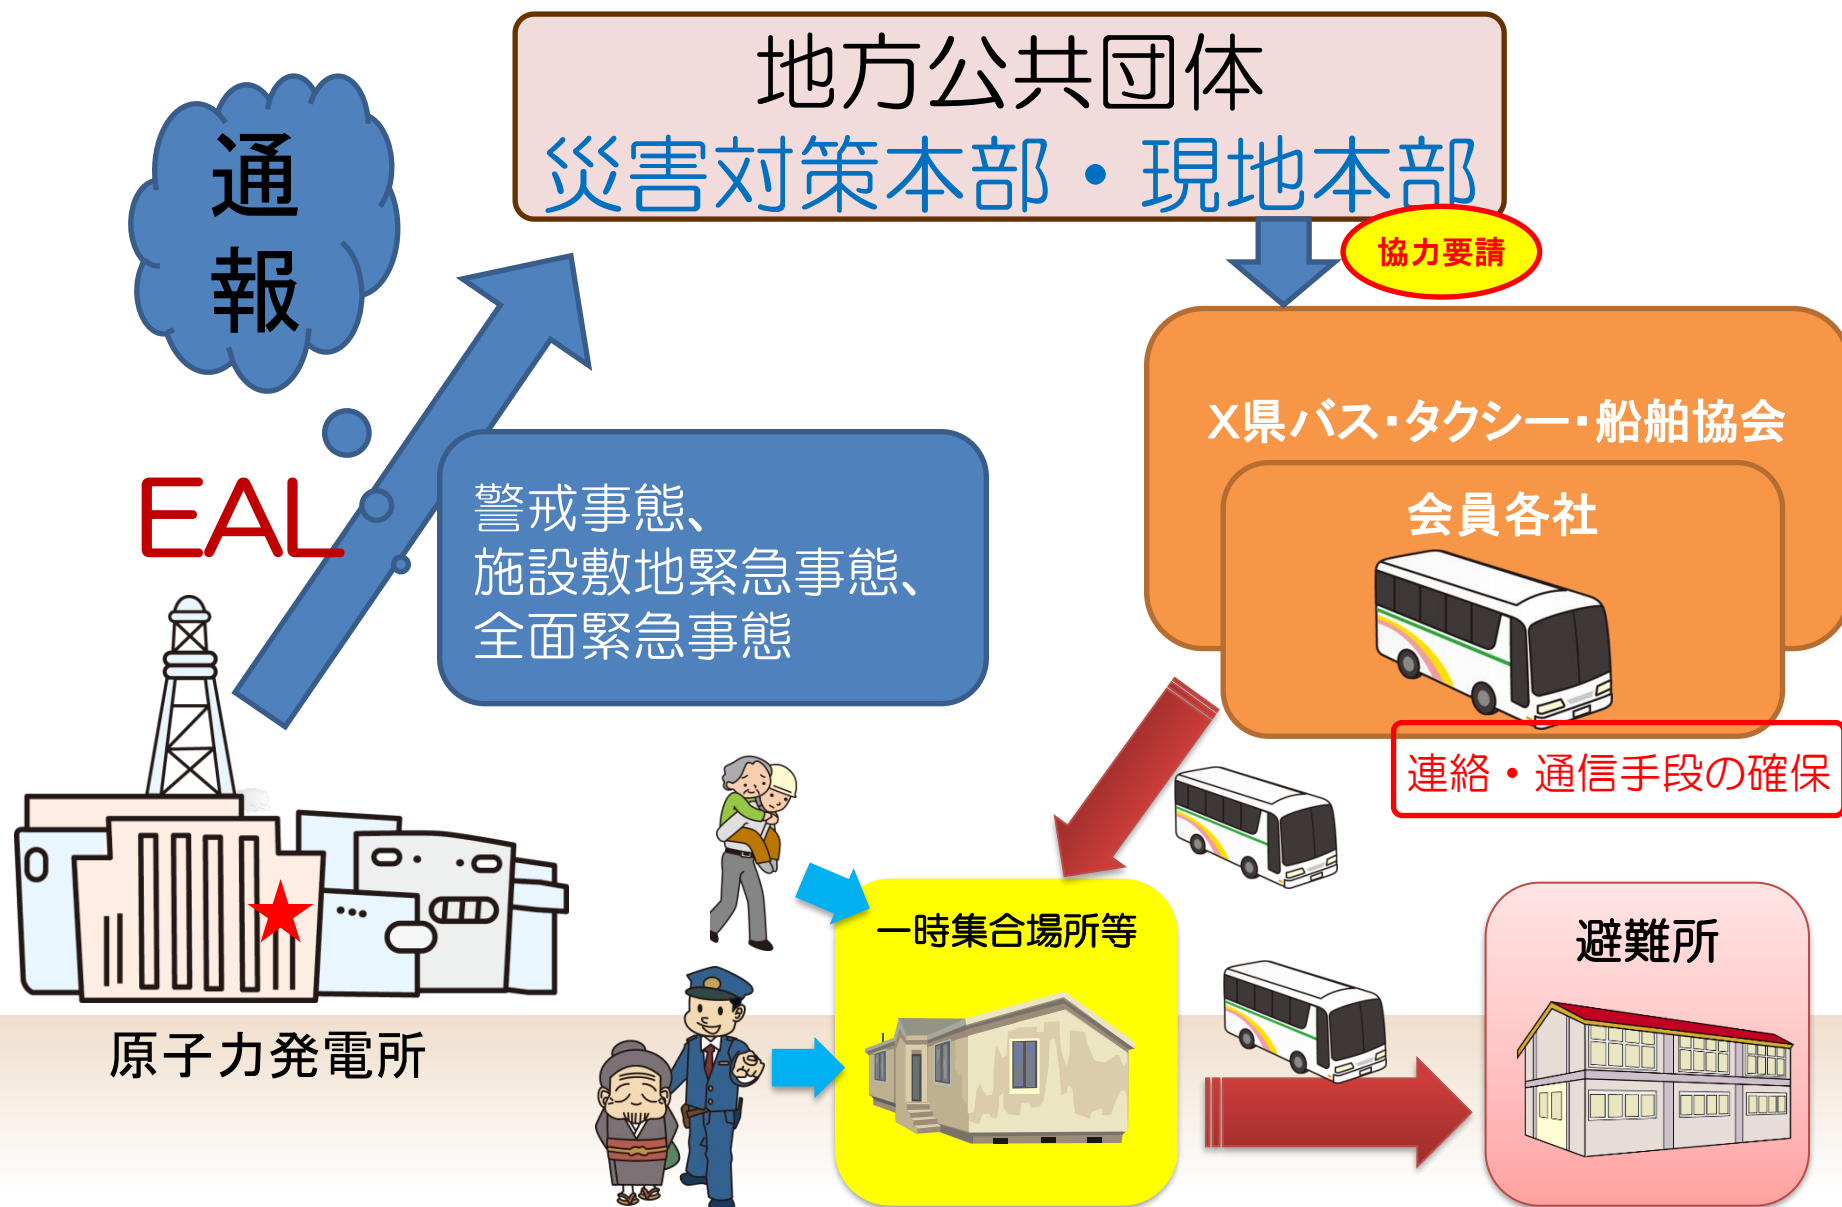 地方公共団体
災害対策本部・現地本部
通
報
協力要請
X県バス・タクシー・船舶協会
会員各社
EAL
警戒事態、
施設敷地緊急事態、
全面緊急事態
連絡・通信手段の確保
一時集合場所等
避難所
原子力発電所